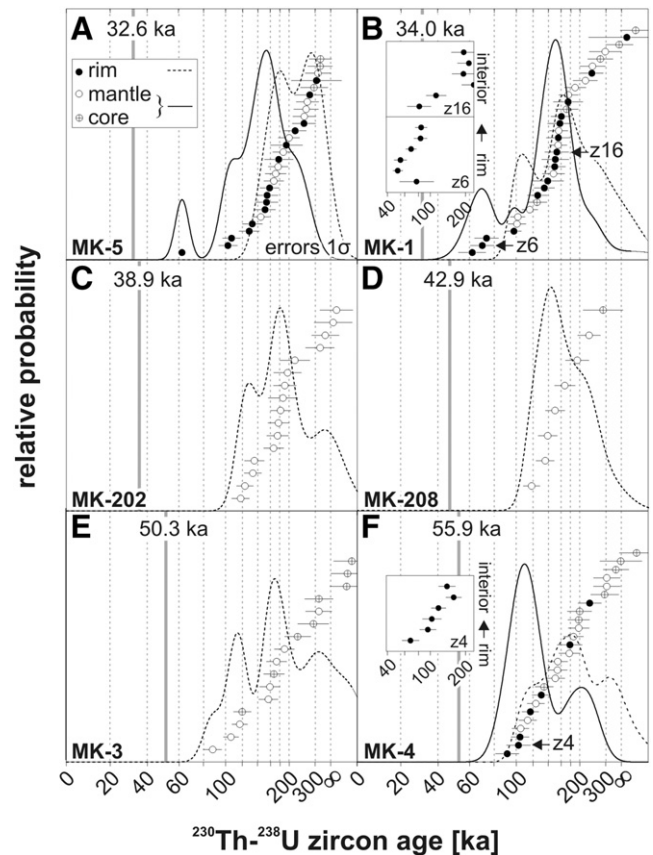 A 32.6 ka
rim
mantle
core
}
MK-5
errors 1σ
B 34.0 ka
interior
z16
rim
z6
40
100
200
z16
z6
MK-1
C 38.9 ka
MK-202
D 42.9 ka
MK-208
E 50.3 ka
MK-3
F 55.9 ka
interior
rim
z4
40
100
200
z4
MK-4
relative probability
0 20 40 60 100 200 300 ∞
0 20 40 60 100 200 300 ∞
²³⁰Th-²³⁸U zircon age [ka]